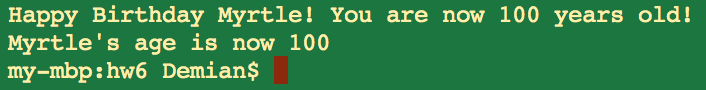 Happy Birthday Myrtle! You are now 100 years old!
Myrtle's age is now 100
my-mbp:hw6 Demian$